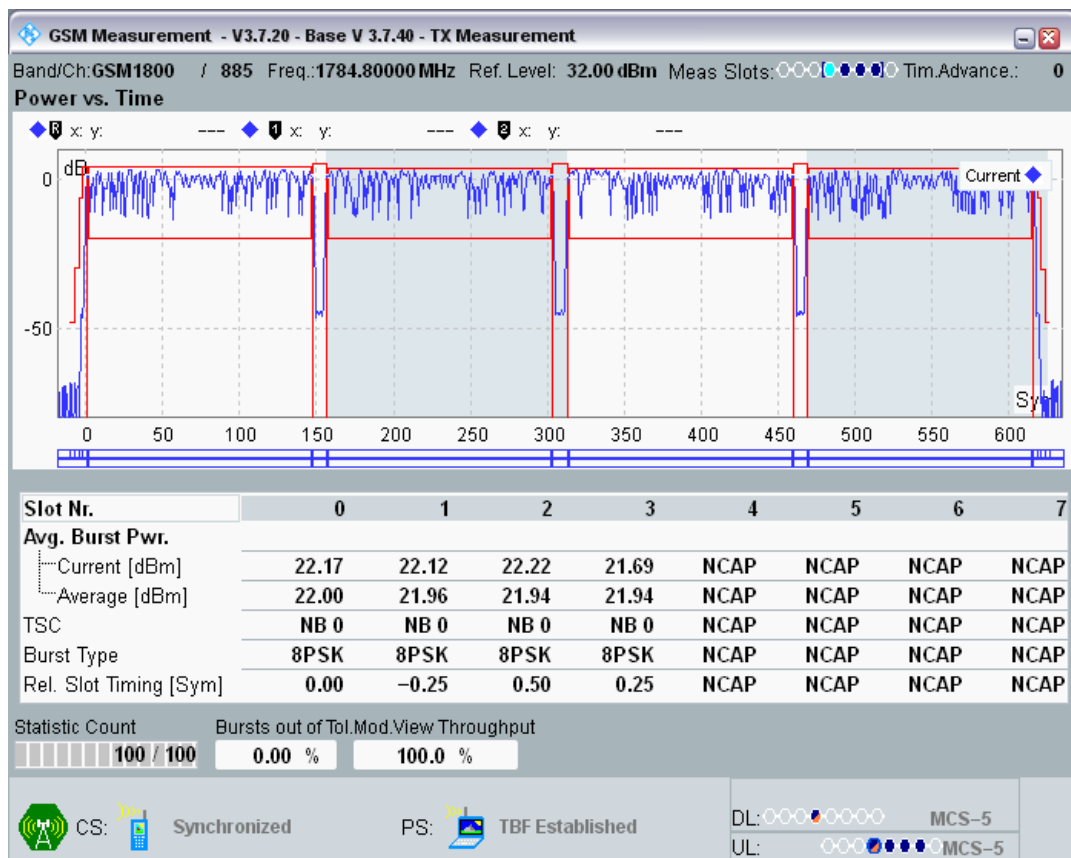 GSM Measurement - V3.7.20 - Base V 3.7.40 - TX Measurement
Band/Ch:GSM1800 / 885 Freq.:1784.80000 MHz Ref. Level: 32.00 dBm Meas Slots: Tim.Advance.: 0
Power vs. Time
R x: y: --- 1 x: y: --- 2 x: y: ---
dB
Current
0
-50
Sym
0 50 100 150 200 250 300 350 400 450 500 550 600
Slot Nr. 0 1 2 3 4 5 6 7
Avg. Burst Pwr.
Current [dBm] 22.17 22.12 22.22 21.69 NCAP NCAP NCAP NCAP
Average [dBm] 22.00 21.96 21.94 21.94 NCAP NCAP NCAP NCAP
TSC NB 0 NB 0 NB 0 NB 0 NCAP NCAP NCAP NCAP
Burst Type 8PSK 8PSK 8PSK 8PSK NCAP NCAP NCAP NCAP
Rel. Slot Timing [Sym] 0.00 −0.25 0.50 0.25 NCAP NCAP NCAP NCAP
Statistic Count Bursts out of Tol.Mod.View Throughput
100 / 100 0.00 % 100.0 %
CS: Synchronized PS: TBF Established
DL: MCS−5
UL: MCS−5